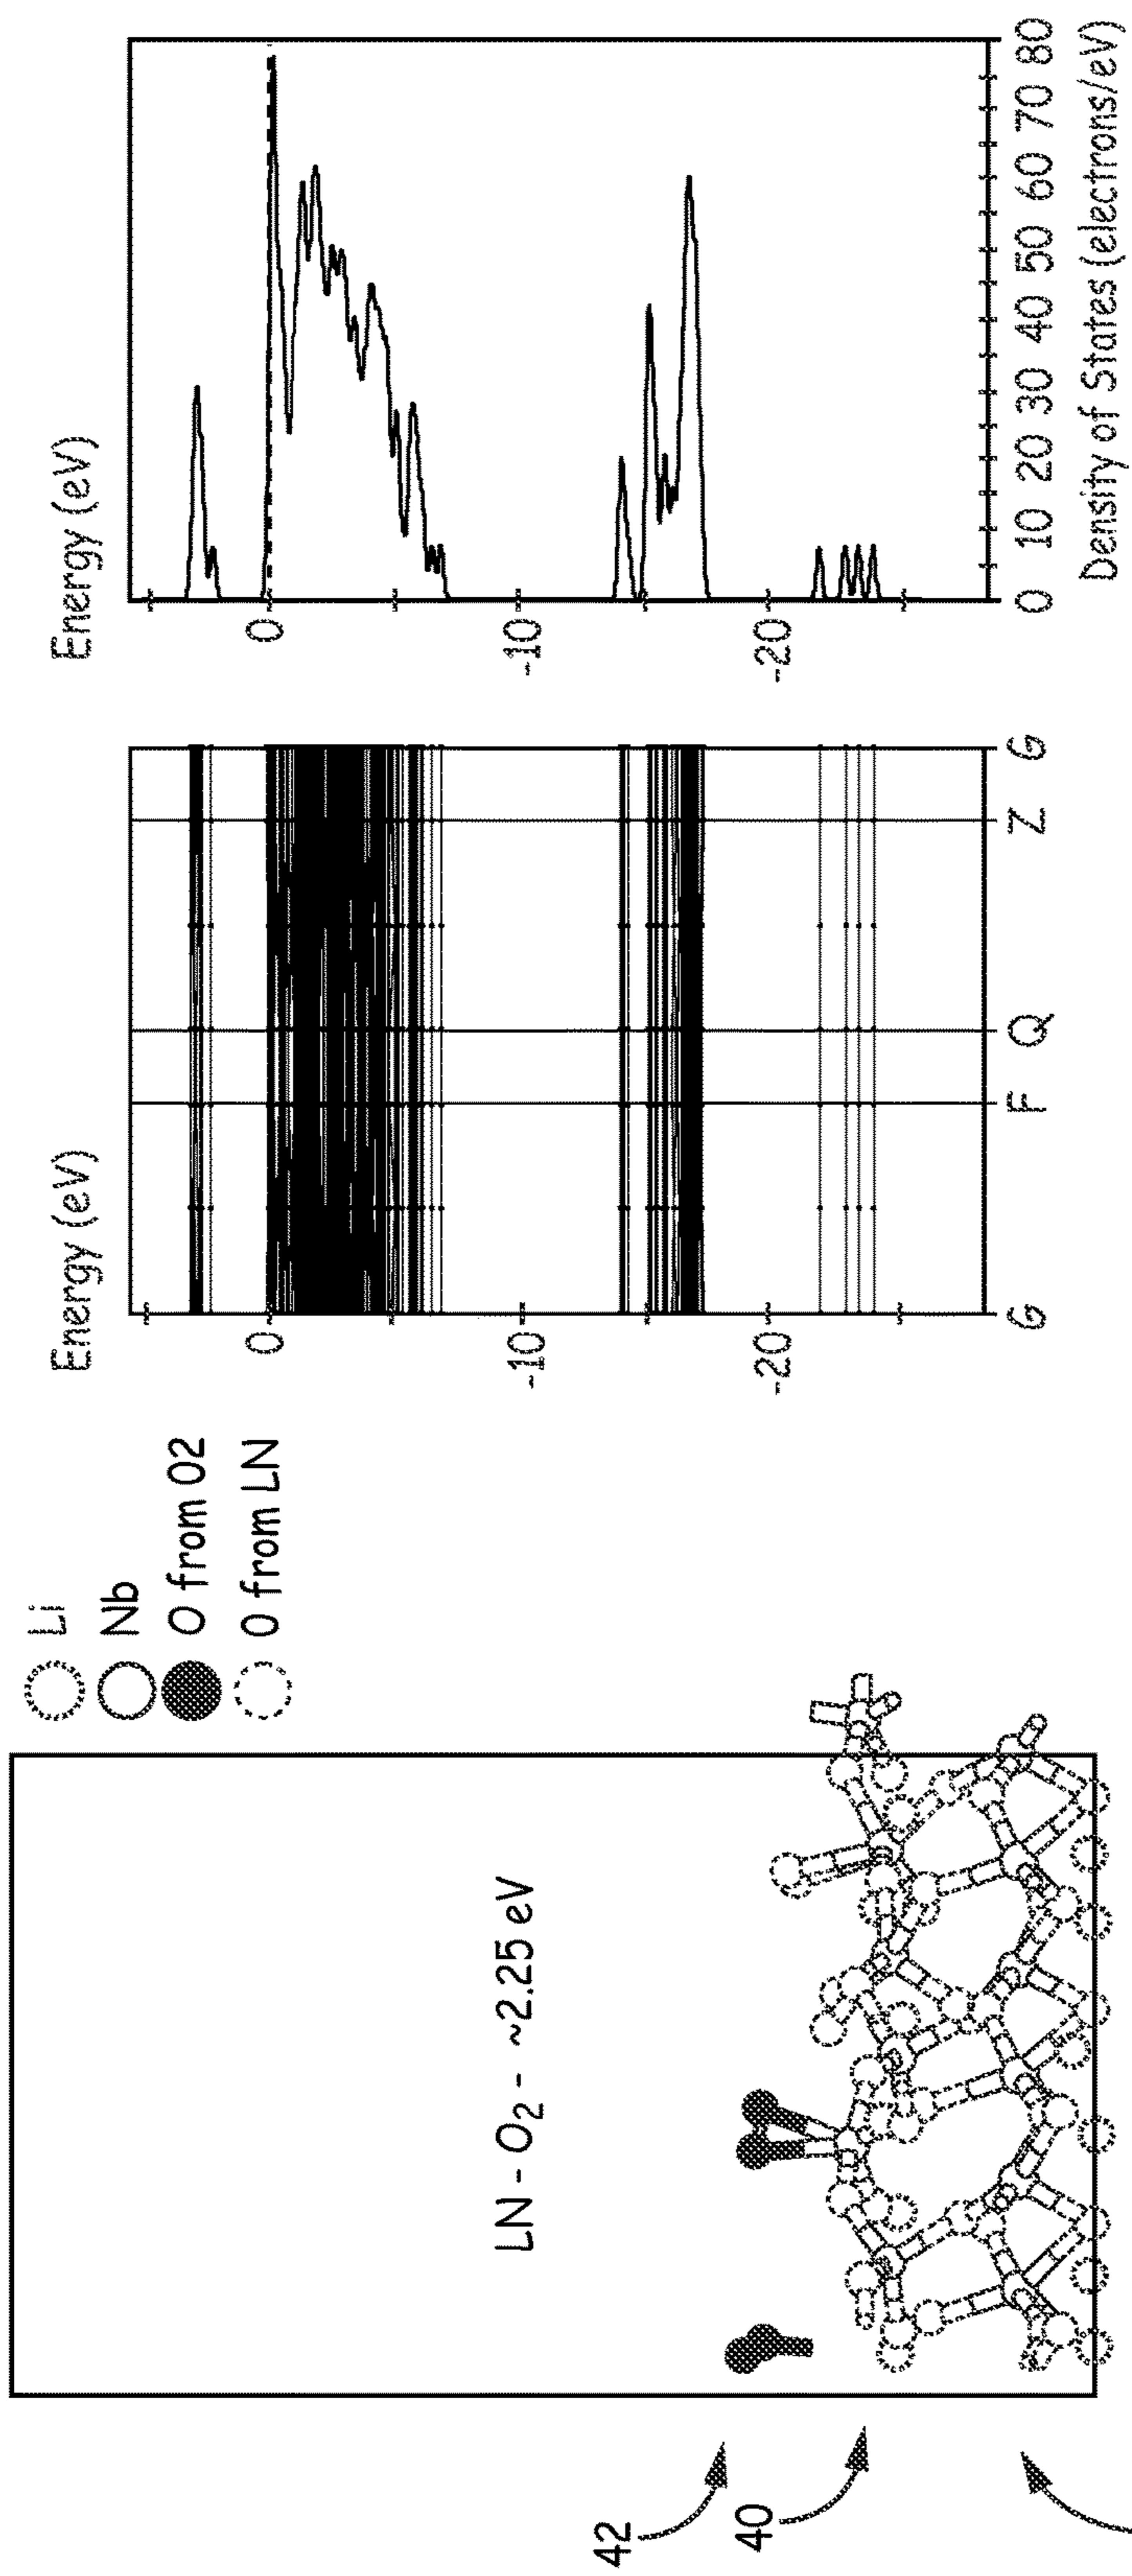 Li
Nb
O from O2
O from LN
LN - O2 - ~2.25 eV
42
40
Energy (eV)
0
-10
-20
G F Q Z G
Energy (eV)
0
-10
-20
0 10 20 30 40 50 60 70 80
Density of States (electrons/eV)